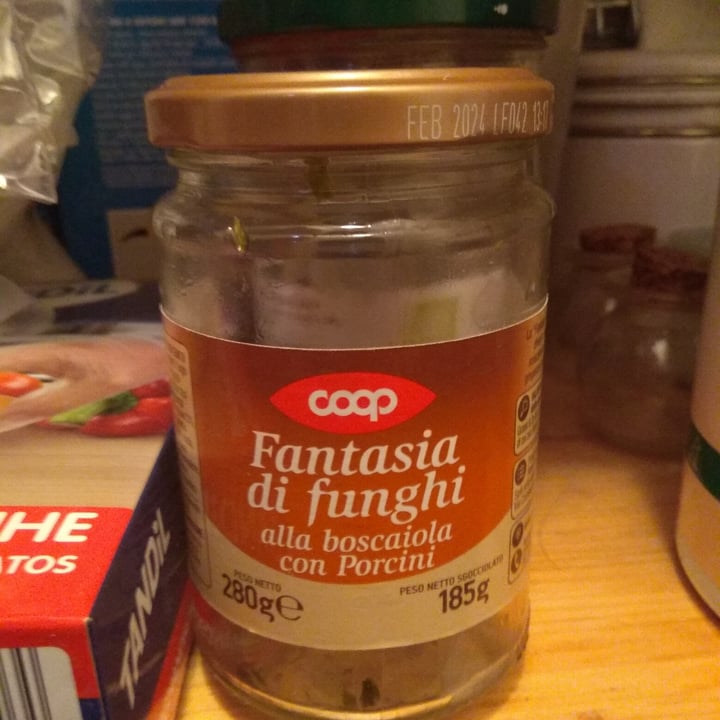 FEB 2024 LF042 13:1
coop
Fantasia
di funghi
alla boscaiola
con Porcini
PESO NETTO
280g℮
PESO NETTO SGOCCIOLATO
185g
TANDIL